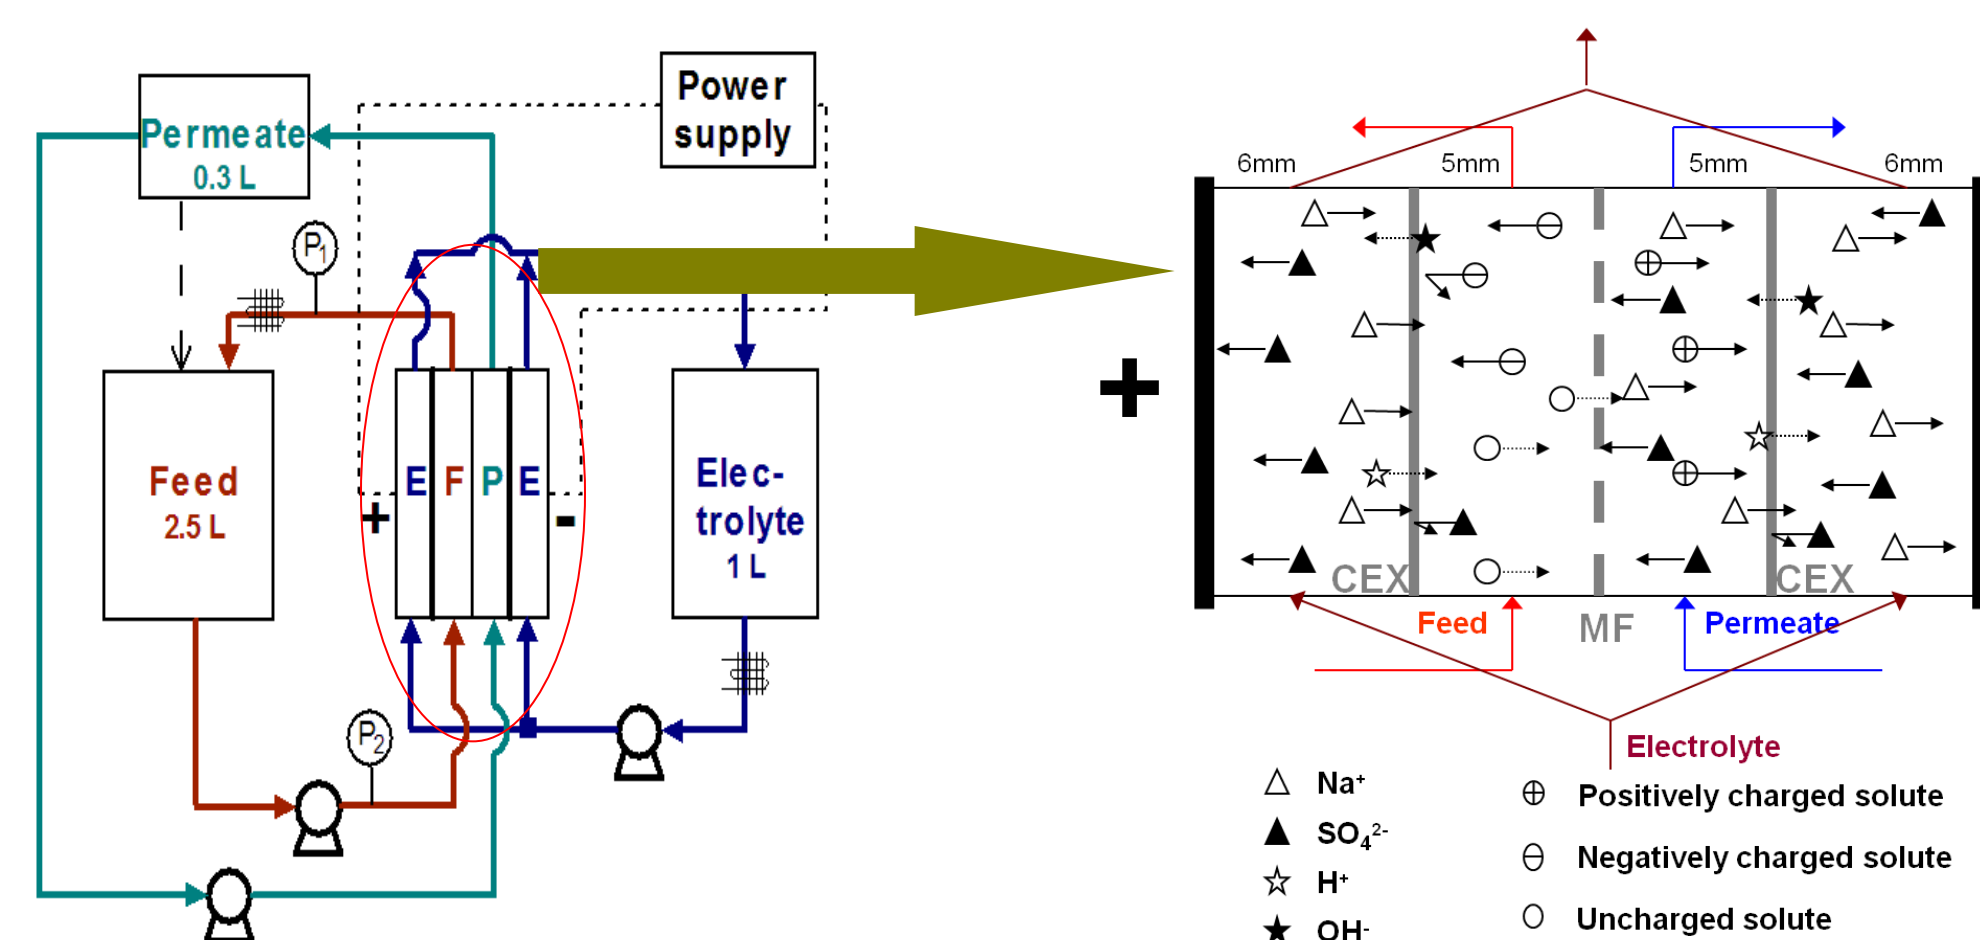 Power
supply
Permeate
0.3 L
P1
Feed
2.5 L
E F P E
+ -
Elec-
trolyte
1 L
P2
6mm 5mm 5mm 6mm
+
CEX CEX
Feed MF Permeate
Electrolyte
Na⁺
SO₄²⁻
H⁺
OH⁻
Positively charged solute
Negatively charged solute
Uncharged solute